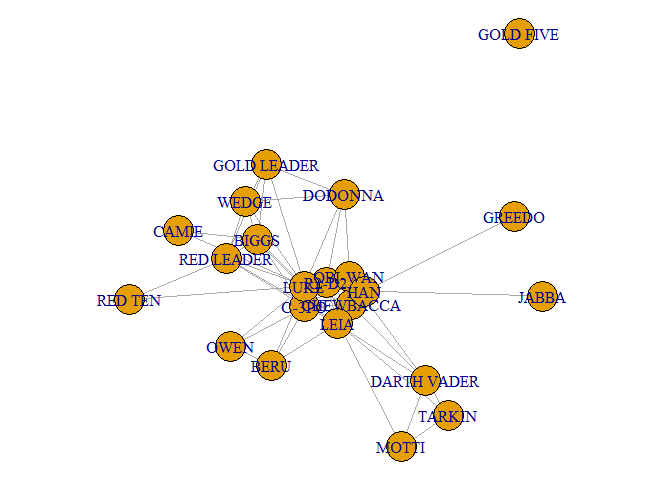 GOLD FIVE
GOLD LEADER
DODONNA
WEDGE
GREEDO
CAMIE
BIGGS
RED LEADER
OBI-WAN
R2-D2
LUKE
HAN
JABBA
RED TEN
CHEWBACCA
C-3PO
LEIA
OWEN
BERU
DARTH VADER
TARKIN
MOTTI